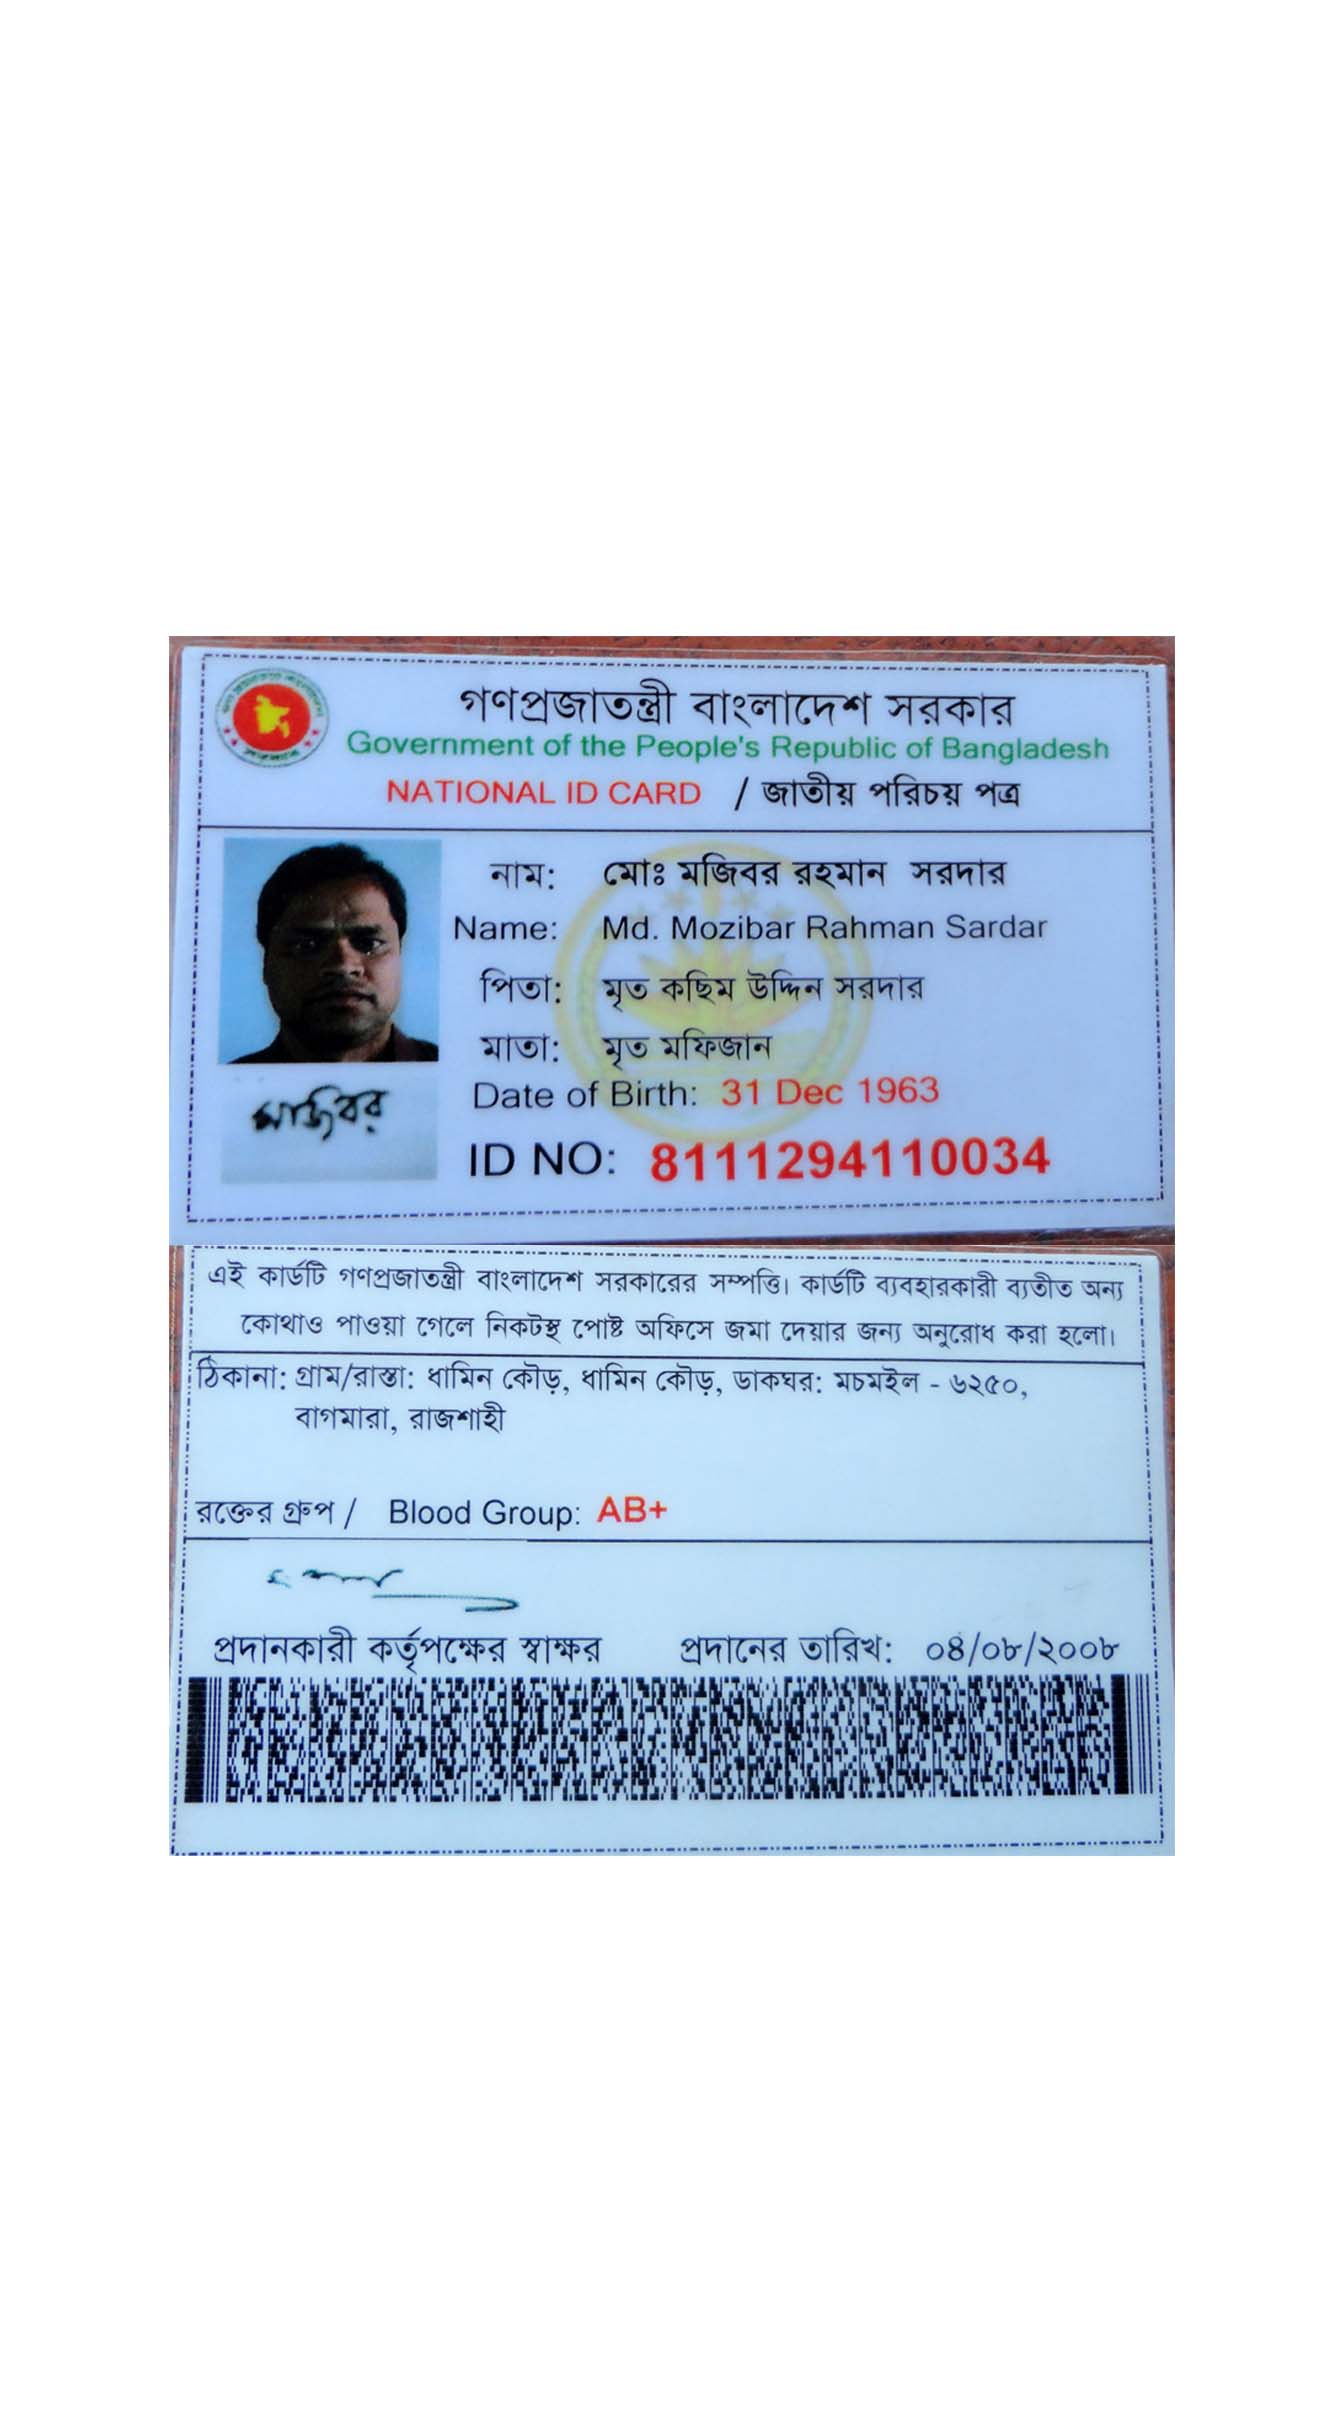 গণপ্রজাতন্ত্রী বাংলাদেশ সরকার
Government of the People's Republic of Bangladesh
NATIONAL ID CARD / জাতীয় পরিচয় পত্র
নাম: মোঃ মজিবর রহমান সরদার
Name: Md. Mozibar Rahman Sardar
পিতা: মৃত কছিম উদ্দিন সরদার
মাতা: মৃত মফিজান
Date of Birth: 31 Dec 1963
মজিবর
ID NO: 8111294110034
এই কার্ডটি গণপ্রজাতন্ত্রী বাংলাদেশ সরকারের সম্পত্তি। কার্ডটি ব্যবহারকারী ব্যতীত অন্য
কোথাও পাওয়া গেলে নিকটস্থ পোষ্ট অফিসে জমা দেয়ার জন্য অনুরোধ করা হলো।
ঠিকানা: গ্রাম/রাস্তা: ধামিন কৌড়, ধামিন কৌড়, ডাকঘর: মচমইল - ৬২৫০,
বাগমারা, রাজশাহী
রক্তের গ্রুপ / Blood Group: AB+
প্রদানকারী কর্তৃপক্ষের স্বাক্ষর প্রদানের তারিখ: ০৪/০৮/২০০৮